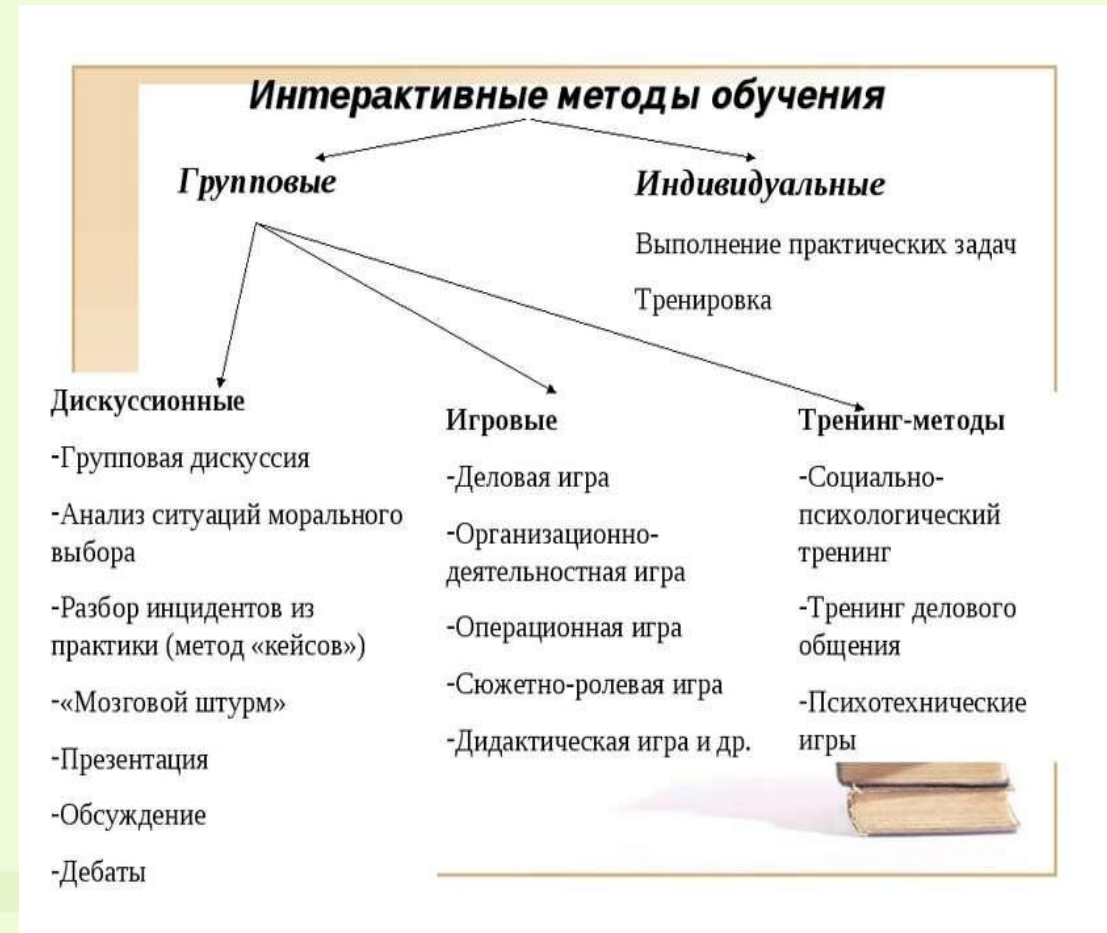 Интерактивные методы обучения
Групповые
Индивидуальные
Выполнение практических задач
Тренировка
Дискуссионные
-Групповая дискуссия
-Анализ ситуаций морального
выбора
-Разбор инцидентов из
практики (метод «кейсов»)
-«Мозговой штурм»
-Презентация
-Обсуждение
-Дебаты
Игровые
-Деловая игра
-Организационно-
деятельностная игра
-Операционная игра
-Сюжетно-ролевая игра
-Дидактическая игра и др.
Тренинг-методы
-Социально-
психологический
тренинг
-Тренинг делового
общения
-Психотехнические
игры